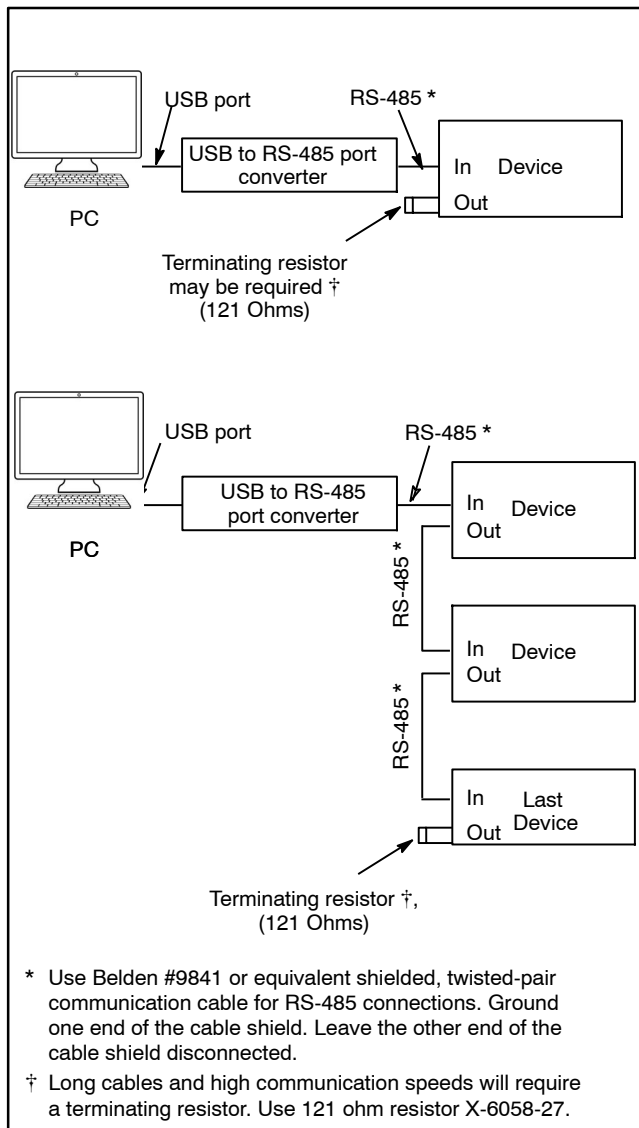 USB port
RS-485 *
USB to RS-485 port
converter
In Device
Out
PC
Terminating resistor
may be required †
(121 Ohms)
USB port
RS-485 *
USB to RS-485
port converter
In Device
Out
PC
RS-485 *
In Device
Out
RS-485 *
In Last
Out Device
Terminating resistor †,
(121 Ohms)
* Use Belden #9841 or equivalent shielded, twisted-pair
communication cable for RS-485 connections. Ground
one end of the cable shield. Leave the other end of the
cable shield disconnected.
† Long cables and high communication speeds will require
a terminating resistor. Use 121 ohm resistor X-6058-27.